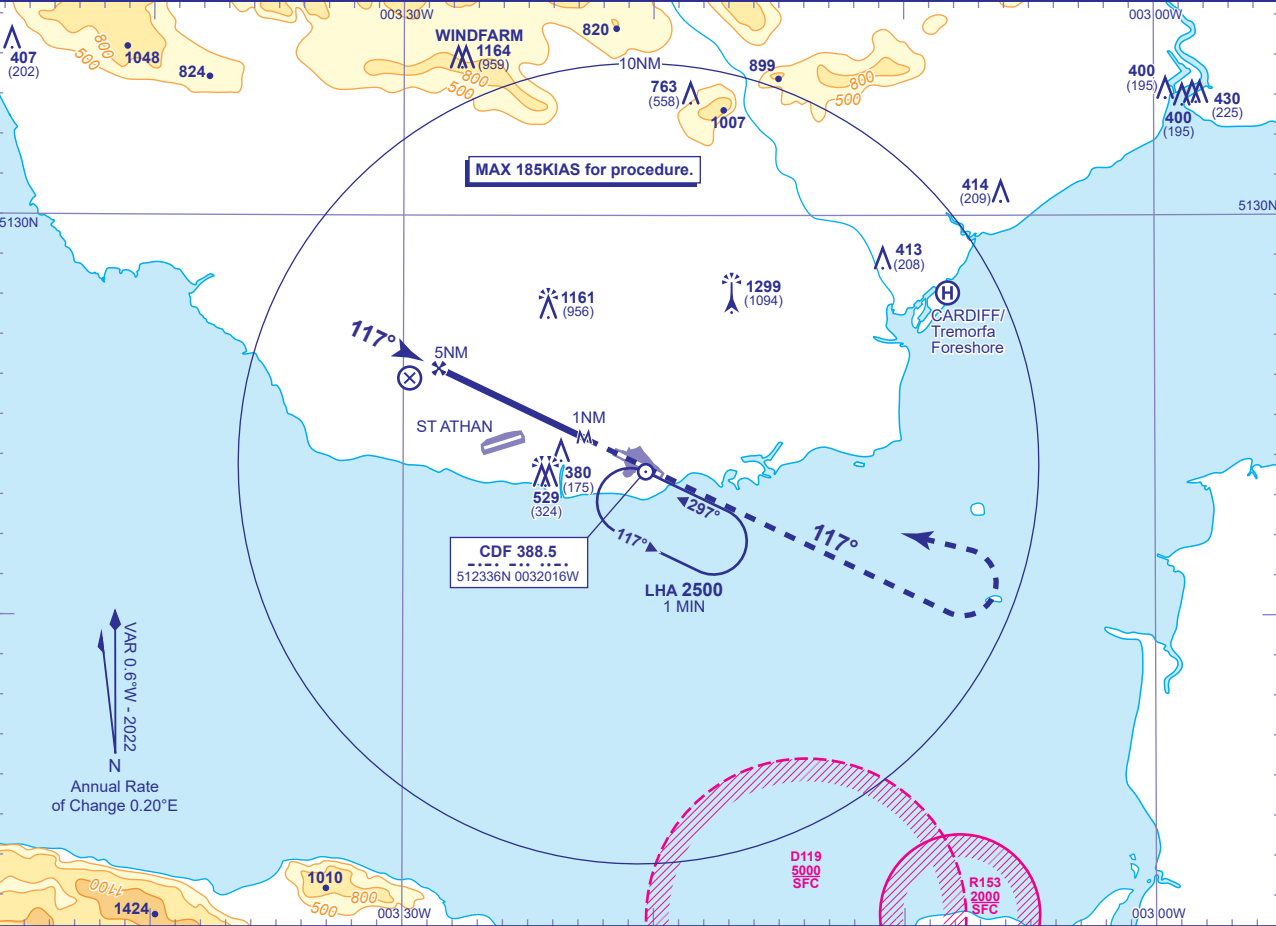 003 30W
003 00W
407
(202)
800
500
1048
824
WINDFARM
1164
(959)
800
500
820
10NM
763
(558)
1007
899
800
500
400
(195)
400
(195)
430
(225)
MAX 185KIAS for procedure.
414
(209)
5130N
5130N
413
(208)
1161
(956)
1299
(1094)
H
CARDIFF/
Tremorfa
Foreshore
117°
5NM
1NM
ST ATHAN
380
(175)
529
(324)
297°
117°
117°
CDF 388.5
512336N 0032016W
LHA 2500
1 MIN
VAR 0.6°W - 2022
N
Annual Rate
of Change 0.20°E
D119
5000
SFC
R153
2000
SFC
1100
1424
1010
800
500
003 30W
003 00W